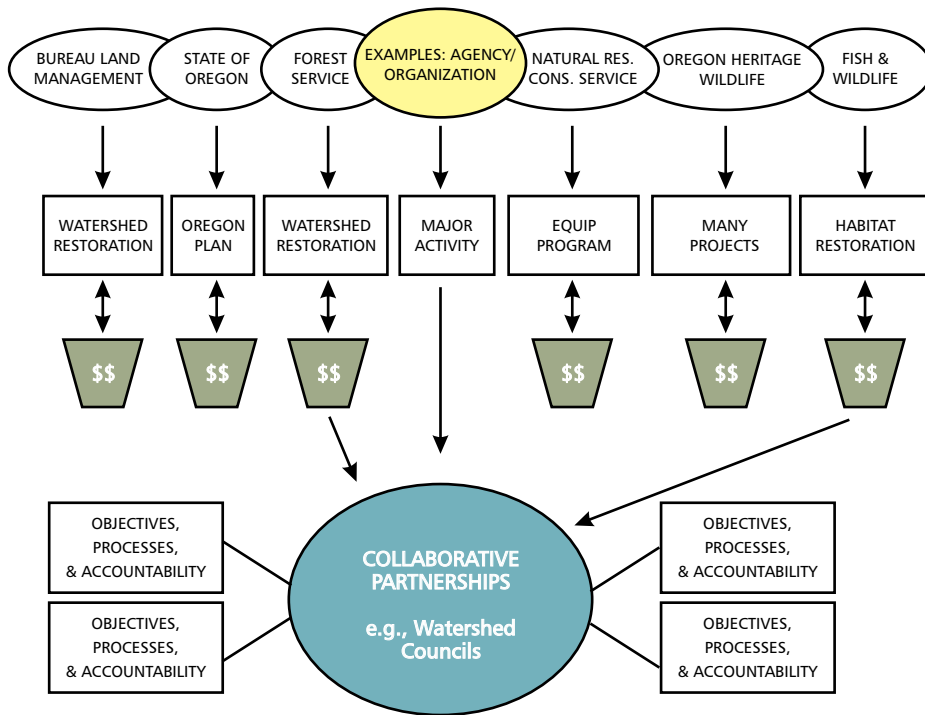 BUREAU LAND
MANAGEMENT
STATE OF
OREGON
FOREST
SERVICE
EXAMPLES: AGENCY/
ORGANIZATION
NATURAL RES.
CONS. SERVICE
OREGON HERITAGE
WILDLIFE
FISH &
WILDLIFE
WATERSHED
RESTORATION
OREGON
PLAN
WATERSHED
RESTORATION
MAJOR
ACTIVITY
EQUIP
PROGRAM
MANY
PROJECTS
HABITAT
RESTORATION
$$
$$
$$
$$
$$
$$
OBJECTIVES,
PROCESSES,
& ACCOUNTABILITY
OBJECTIVES,
PROCESSES,
& ACCOUNTABILITY
COLLABORATIVE
PARTNERSHIPS
e.g., Watershed
Councils
OBJECTIVES,
PROCESSES,
& ACCOUNTABILITY
OBJECTIVES,
PROCESSES,
& ACCOUNTABILITY